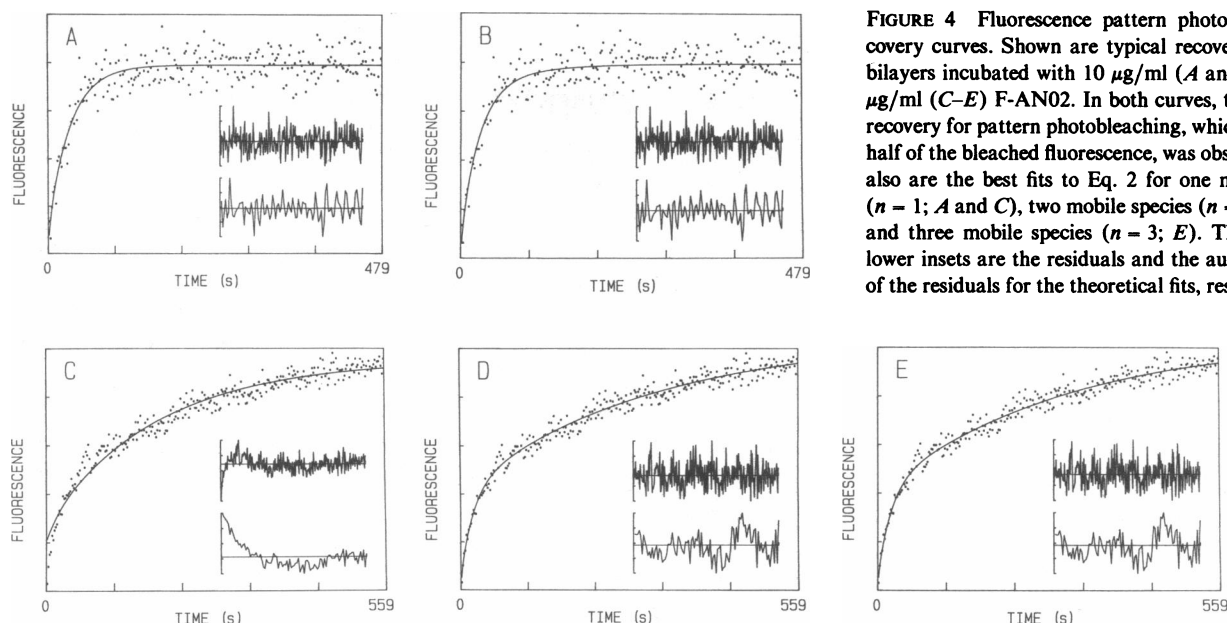 A
FLUORESCENCE
0
479
TIME (s)
B
FLUORESCENCE
0
479
TIME (s)
FIGURE 4 Fluorescence pattern photo
covery curves. Shown are typical recove
bilayers incubated with 10 μg/ml (A an
μg/ml (C–E) F-AN02. In both curves, t
recovery for pattern photobleaching, whic
half of the bleached fluorescence, was obs
also are the best fits to Eq. 2 for one n
(n = 1; A and C), two mobile species (n =
and three mobile species (n = 3; E). T
lower insets are the residuals and the au
of the residuals for the theoretical fits, res
C
FLUORESCENCE
0
559
TIME (s)
D
FLUORESCENCE
0
559
TIME (s)
E
FLUORESCENCE
0
559
TIME (s)